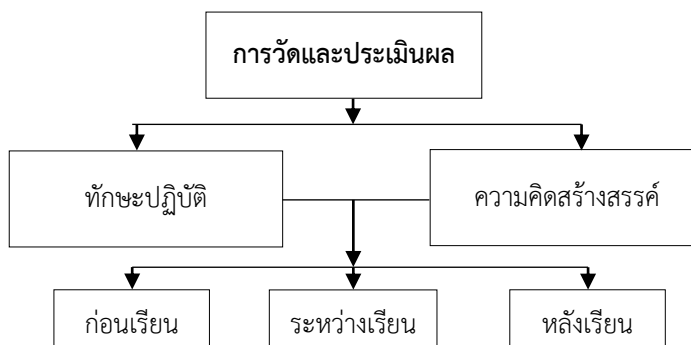 การวัดและประเมินผล
ทักษะปฏิบัติ
ความคิดสร้างสรรค์
ก่อนเรียน
ระหว่างเรียน
หลังเรียน